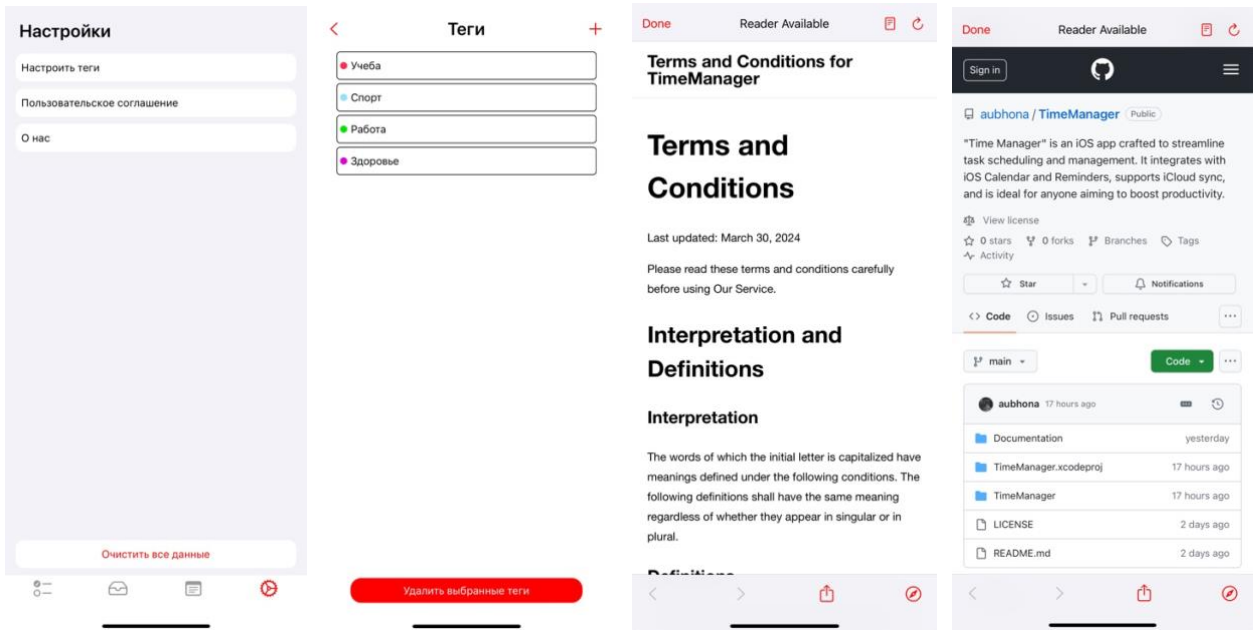 Настройки
Настроить теги
Пользовательское соглашение
О нас
Очистить все данные
Теги
Учеба
Спорт
Работа
Здоровье
Удалить выбранные теги
Done
Reader Available
Terms and Conditions for
TimeManager
Terms and
Conditions
Last updated: March 30, 2024
Please read these terms and conditions carefully
before using Our Service.
Interpretation and
Definitions
Interpretation
The words of which the initial letter is capitalized have
meanings defined under the following conditions. The
following definitions shall have the same meaning
regardless of whether they appear in singular or in
plural.
Definitions
Done
Reader Available
Sign in
aubhona / TimeManager Public
"Time Manager" is an iOS app crafted to streamline
task scheduling and management. It integrates with
iOS Calendar and Reminders, supports iCloud sync,
and is ideal for anyone aiming to boost productivity.
View license
0 stars 0 forks Branches Tags
Activity
Star Notifications
Code Issues Pull requests
main Code
aubhona 17 hours ago
Documentation yesterday
TimeManager.xcodeproj 17 hours ago
TimeManager 17 hours ago
LICENSE 2 days ago
README.md 2 days ago